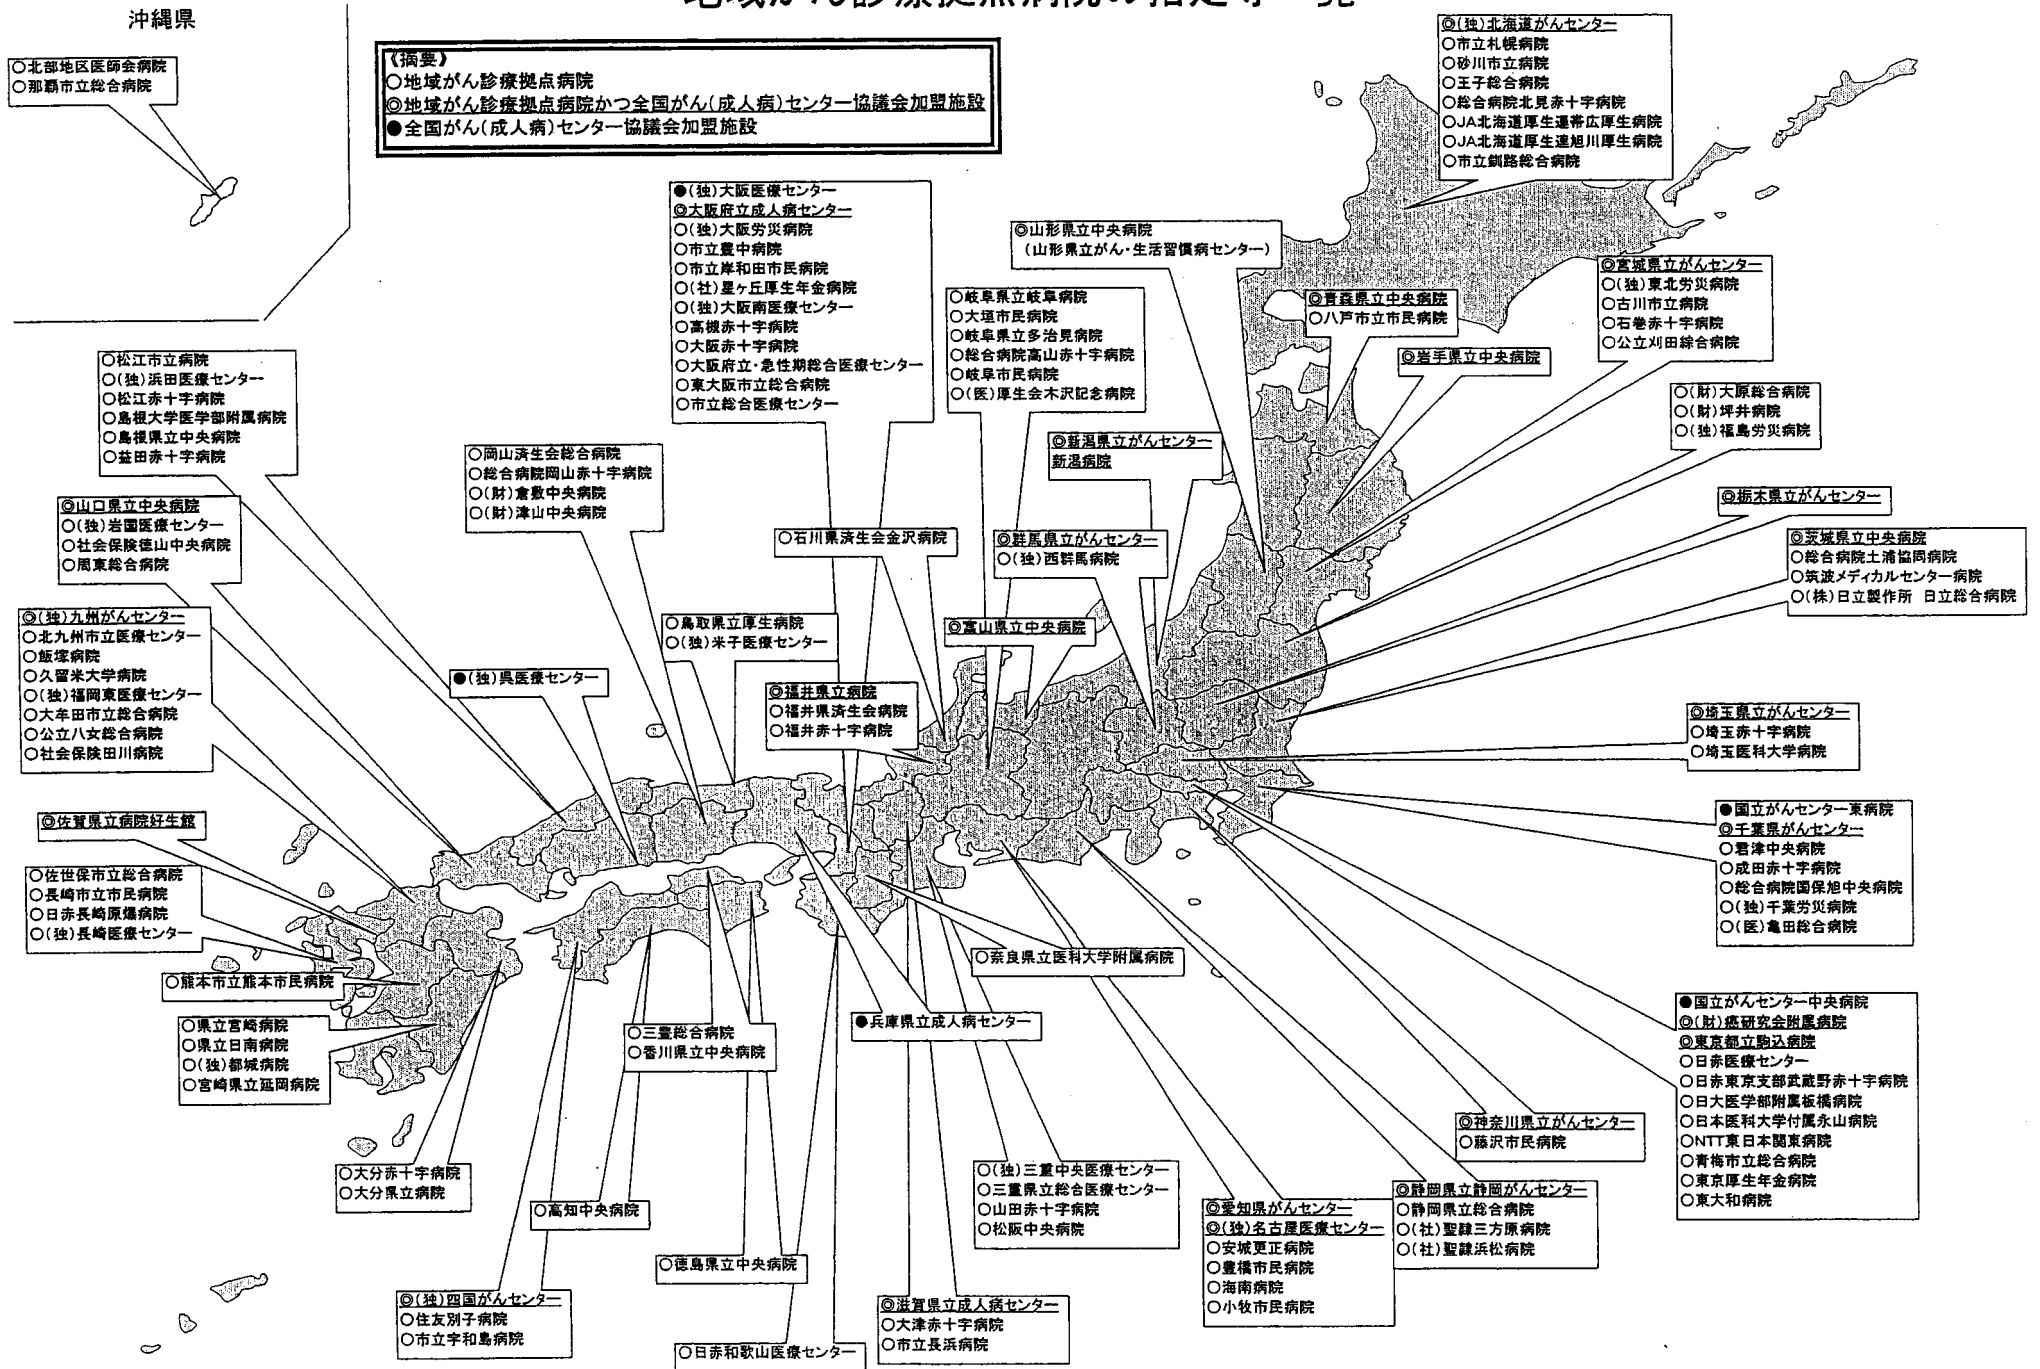 沖縄県
○北部地区医師会病院
○那覇市立総合病院
《摘要》
○地域がん診療拠点病院
◎地域がん診療拠点病院かつ全国がん(成人病)センター協議会加盟施設
●全国がん(成人病)センター協議会加盟施設
◎(独)北海道がんセンター
○市立札幌病院
○砂川市立病院
○王子総合病院
○総合病院北見赤十字病院
○JA北海道厚生連帯広厚生病院
○JA北海道厚生連旭川厚生病院
○市立釧路総合病院
●(独)大阪医療センター
◎大阪府立成人病センター
○(独)大阪労災病院
○市立豊中病院
○市立岸和田市民病院
○(社)星ヶ丘厚生年金病院
○(独)大阪南医療センター
○高槻赤十字病院
○大阪赤十字病院
○大阪府立・急性期総合医療センター
○東大阪市立総合病院
○市立総合医療センター
◎山形県立中央病院
(山形県立がん・生活習慣病センター)
○岐阜県立岐阜病院
○大垣市民病院
○岐阜県立多治見病院
○総合病院高山赤十字病院
○岐阜市民病院
○(医)厚生会木沢記念病院
◎青森県立中央病院
○八戸市立市民病院
◎宮城県立がんセンター
○(独)東北労災病院
○古川市立病院
○石巻赤十字病院
○公立刈田綜合病院
◎岩手県立中央病院
○(財)大原総合病院
○(財)坪井病院
○(独)福島労災病院
○松江市立病院
○(独)浜田医療センター
○松江赤十字病院
○島根大学医学部附属病院
○島根県立中央病院
○益田赤十字病院
○岡山済生会総合病院
○総合病院岡山赤十字病院
○(財)倉敷中央病院
○(財)津山中央病院
◎新潟県立がんセンター
新潟病院
◎栃木県立がんセンター
◎山口県立中央病院
○(独)岩国医療センター
○社会保険徳山中央病院
○周東総合病院
○石川県済生会金沢病院
◎群馬県立がんセンター
○(独)西群馬病院
◎茨城県立中央病院
○総合病院土浦協同病院
○筑波メディカルセンター病院
○(株)日立製作所 日立総合病院
◎(独)九州がんセンター
○北九州市立医療センター
○飯塚病院
○久留米大学病院
○(独)福岡東医療センター
○大牟田市立総合病院
○公立八女総合病院
○社会保険田川病院
○鳥取県立厚生病院
○(独)米子医療センター
◎富山県立中央病院
●(独)呉医療センター
◎福井県立病院
○福井県済生会病院
○福井赤十字病院
◎埼玉県立がんセンター
○埼玉赤十字病院
○埼玉医科大学病院
◎佐賀県立病院好生館
●国立がんセンター東病院
◎千葉県がんセンター
○君津中央病院
○成田赤十字病院
○総合病院国保旭中央病院
○(独)千葉労災病院
○(医)亀田総合病院
○佐世保市立総合病院
○長崎市立市民病院
○日赤長崎原爆病院
○(独)長崎医療センター
○奈良県立医科大学附属病院
○熊本市立熊本市民病院
●国立がんセンター中央病院
◎(財)癌研究会附属病院
◎東京都立駒込病院
○日赤医療センター
○日赤東京支部武蔵野赤十字病院
○日大医学部附属板橋病院
○日本医科大学付属永山病院
○NTT東日本関東病院
○青梅市立総合病院
○東京厚生年金病院
○東大和病院
○県立宮崎病院
○県立日南病院
○(独)都城病院
○宮崎県立延岡病院
○三豊総合病院
○香川県立中央病院
●兵庫県立成人病センター
◎神奈川県立がんセンター
○藤沢市民病院
○大分赤十字病院
○大分県立病院
○(独)三重中央医療センター
○三重県立総合医療センター
○山田赤十字病院
○松阪中央病院
◎静岡県立静岡がんセンター
○静岡県立総合病院
○(社)聖隷三方原病院
○(社)聖隷浜松病院
○高知中央病院
◎愛知県がんセンター
◎(独)名古屋医療センター
○安城更正病院
○豊橋市民病院
○海南病院
○小牧市民病院
○徳島県立中央病院
◎(独)四国がんセンター
○住友別子病院
○市立宇和島病院
◎滋賀県立成人病センター
○大津赤十字病院
○市立長浜病院
○日赤和歌山医療センター